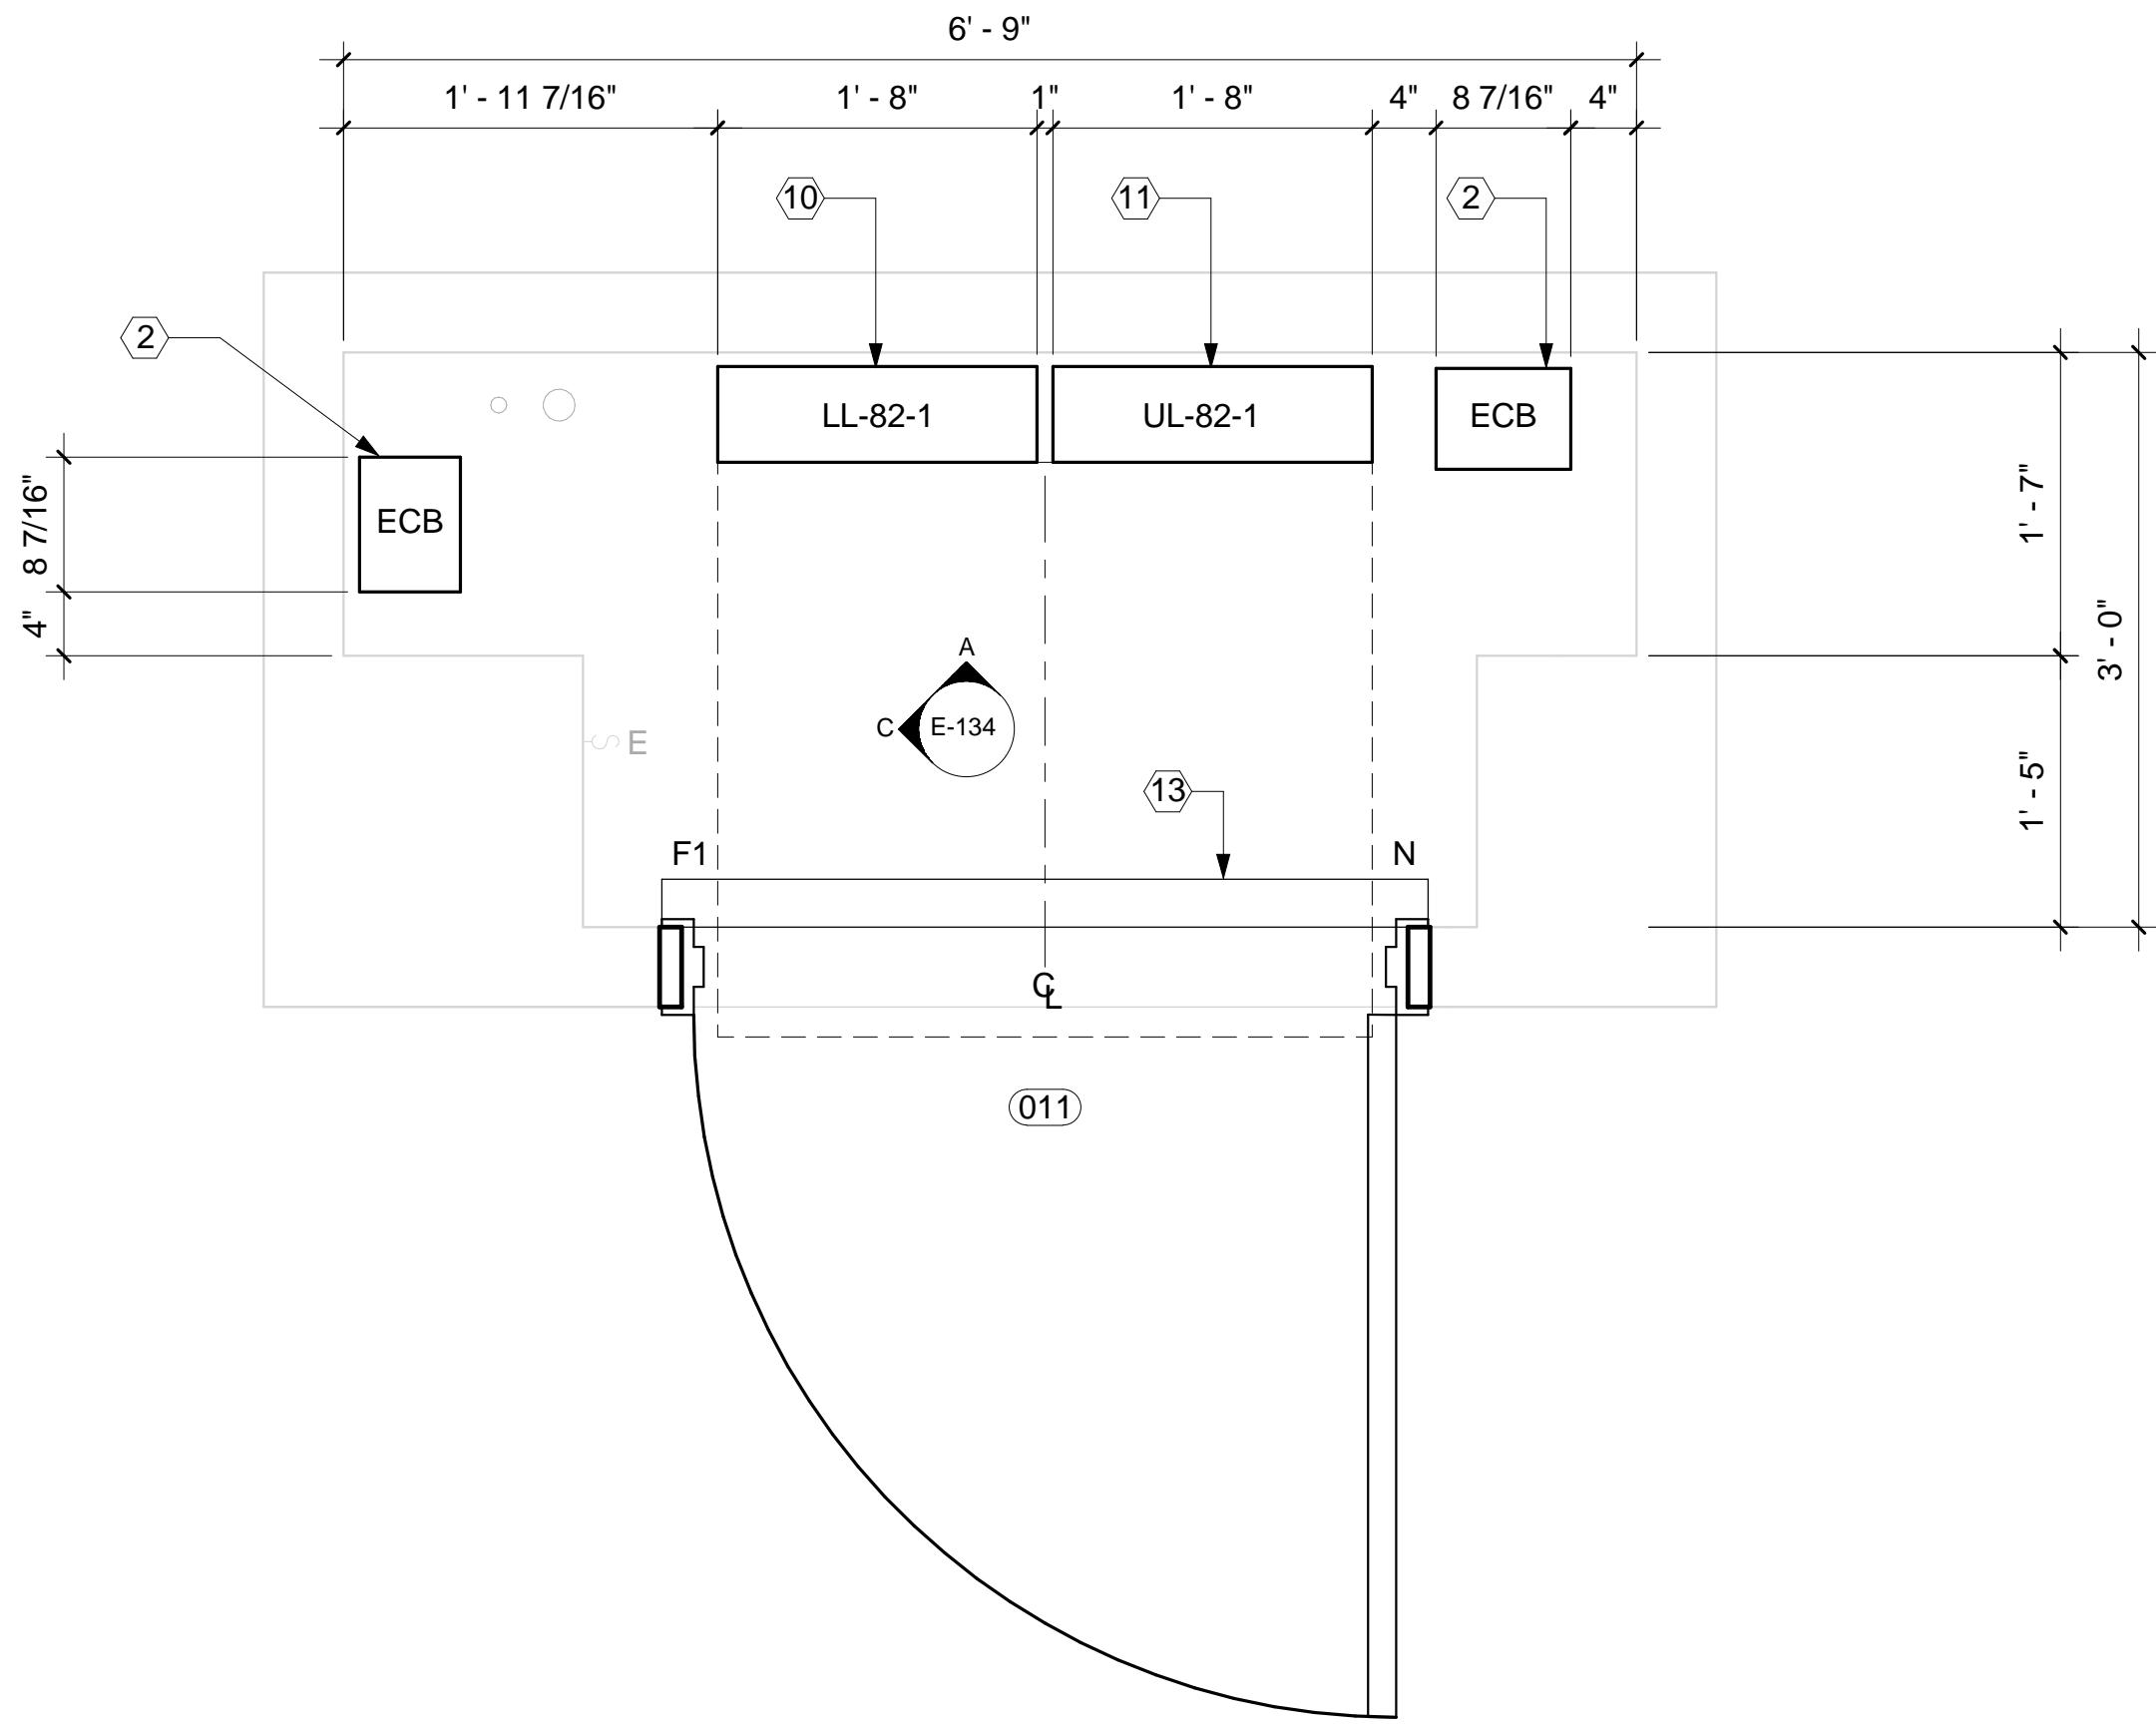 6' - 9"
1' - 11 7/16" 1' - 8" 1" 1' - 8" 4" 8 7/16" 4"
10 11 2
2
LL-82-1 UL-82-1 ECB
ECB
8 7/16"
4"
1' - 7"
3' - 0"
1' - 5"
A
C E-134
S E
13
F1 N
CL
011